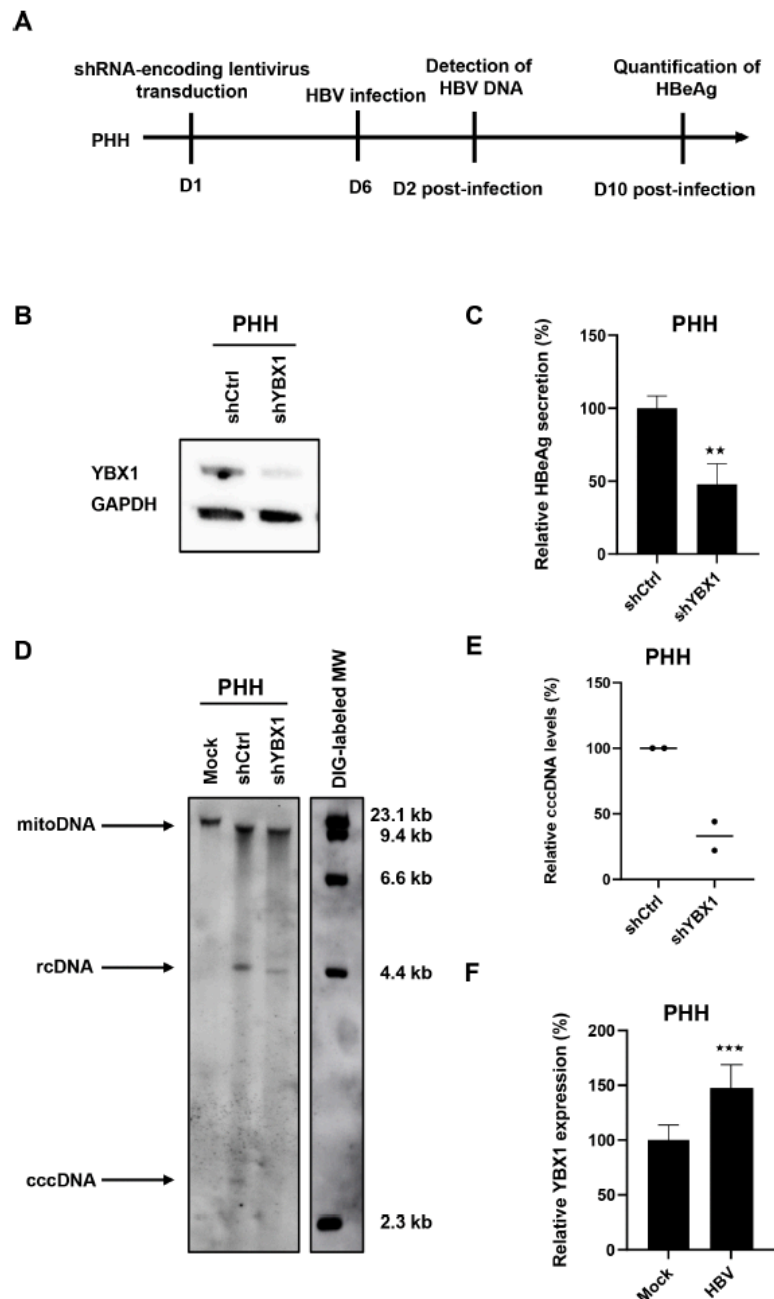 A
shRNA-encoding lentivirus
transduction
HBV infection
Detection of
HBV DNA
Quantification of
HBeAg
PHH
D1
D6
D2 post-infection
D10 post-infection
B
PHH
shCtrl
shYBX1
YBX1
GAPDH
C
PHH
Relative HBeAg secretion (%)
150
100
50
0
★★
shCtrl
shYBX1
D
PHH
Mock
shCtrl
shYBX1
DIG-labeled MW
mitoDNA
rcDNA
cccDNA
23.1 kb
9.4 kb
6.6 kb
4.4 kb
2.3 kb
E
PHH
Relative cccDNA levels (%)
150
100
50
0
shCtrl
shYBX1
F
PHH
Relative YBX1 expression (%)
200
150
100
50
0
★★★
Mock
HBV